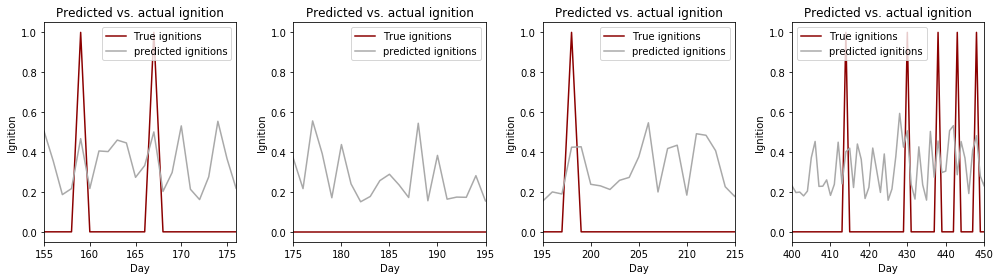 Predicted vs. actual ignition
True ignitions
predicted ignitions
1.0
0.8
0.6
0.4
0.2
0.0
Ignition
155 160 165 170 175
Day
Predicted vs. actual ignition
True ignitions
predicted ignitions
1.0
0.8
0.6
0.4
0.2
0.0
Ignition
175 180 185 190 195
Day
Predicted vs. actual ignition
True ignitions
predicted ignitions
1.0
0.8
0.6
0.4
0.2
0.0
Ignition
195 200 205 210 215
Day
Predicted vs. actual ignition
True ignitions
predicted ignitions
1.0
0.8
0.6
0.4
0.2
0.0
Ignition
400 410 420 430 440 450
Day